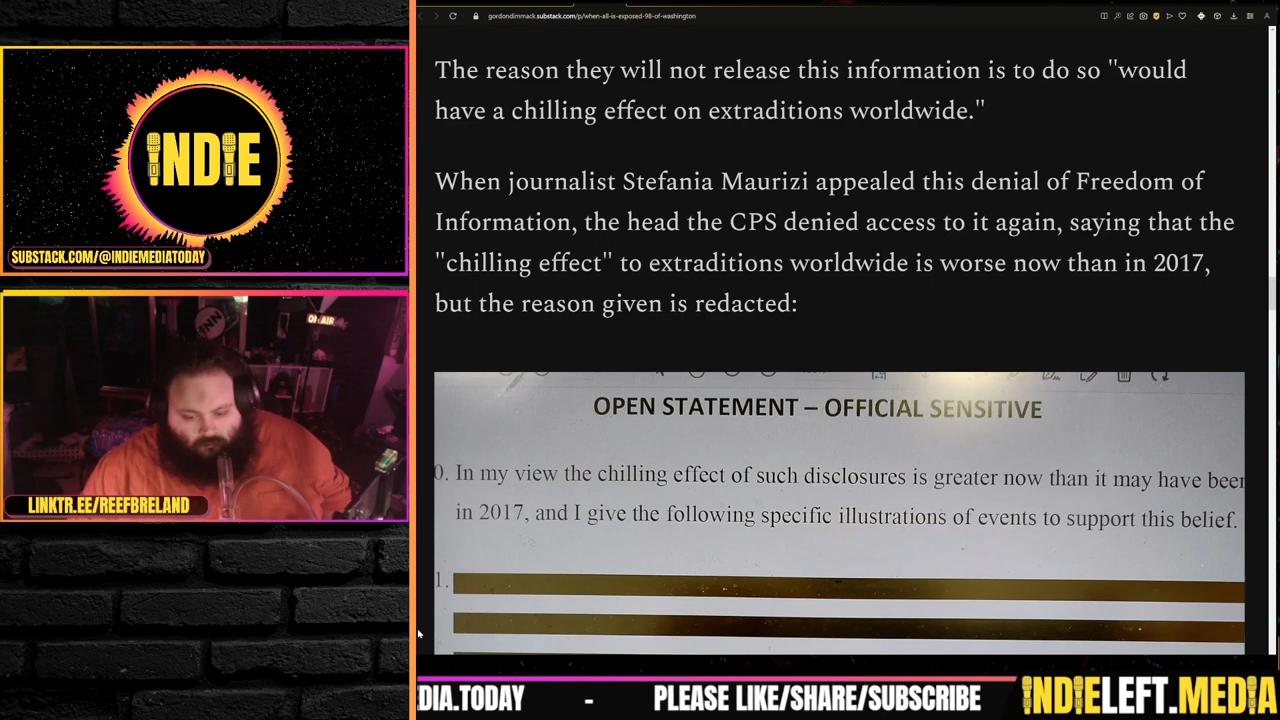 gordondimmack.substack.com/p/when-all-is-exposed-98-of-washington
The reason they will not release this information is to do so "would
have a chilling effect on extraditions worldwide."
When journalist Stefania Maurizi appealed this denial of Freedom of
Information, the head the CPS denied access to it again, saying that the
"chilling effect" to extraditions worldwide is worse now than in 2017,
but the reason given is redacted:
OPEN STATEMENT – OFFICIAL SENSITIVE
0. In my view the chilling effect of such disclosures is greater now than it may have been
in 2017, and I give the following specific illustrations of events to support this belief.
1.
INDIE
SUBSTACK.COM/@INDIEMEDIATODAY
INN
ON AIR
LINKTR.EE/REEFBRELAND
DIA.TODAY - PLEASE LIKE/SHARE/SUBSCRIBE
INDIELEFT.MEDIA